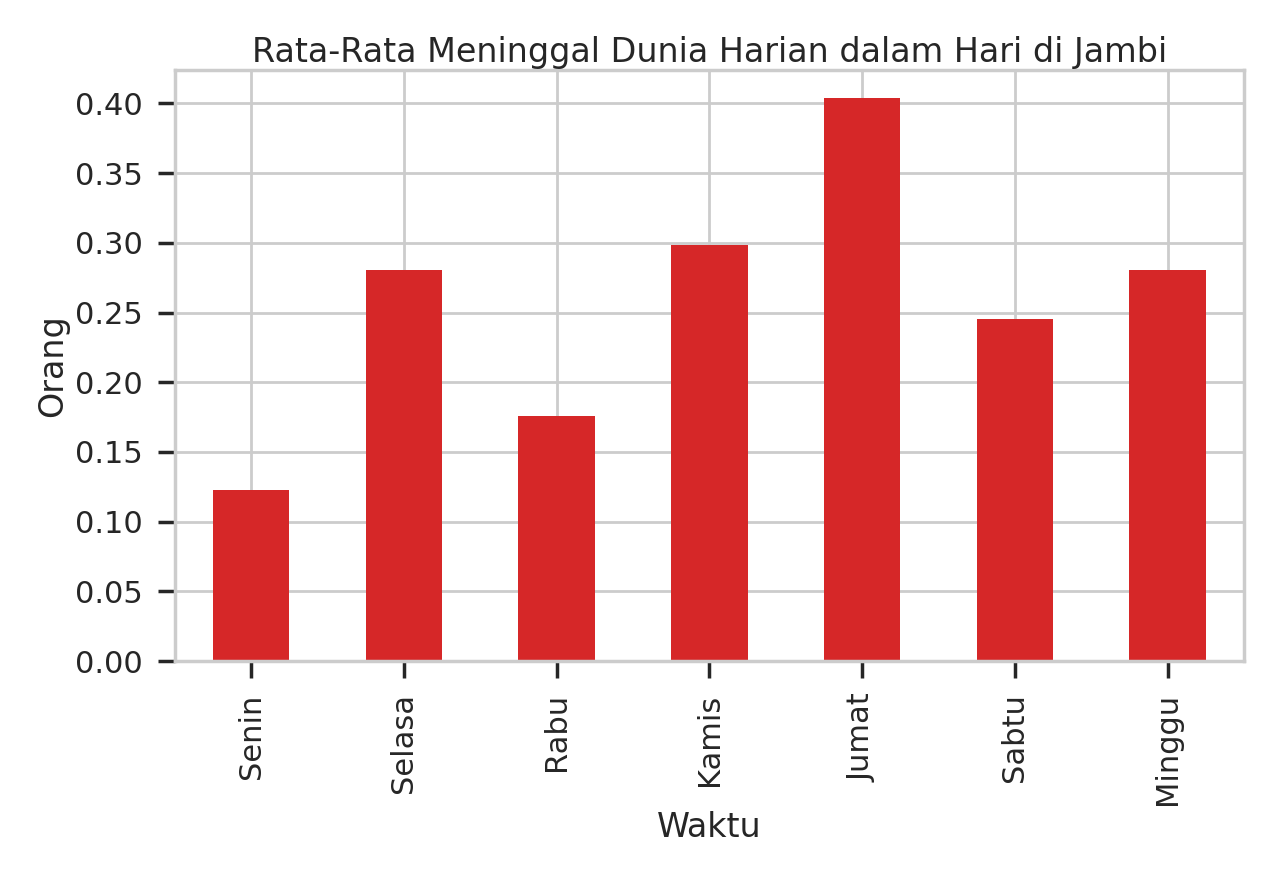 Rata-Rata Meninggal Dunia Harian dalam Hari di Jambi
Orang
0.40
0.35
0.30
0.25
0.20
0.15
0.10
0.05
0.00
Senin
Selasa
Rabu
Kamis
Jumat
Sabtu
Minggu
Waktu